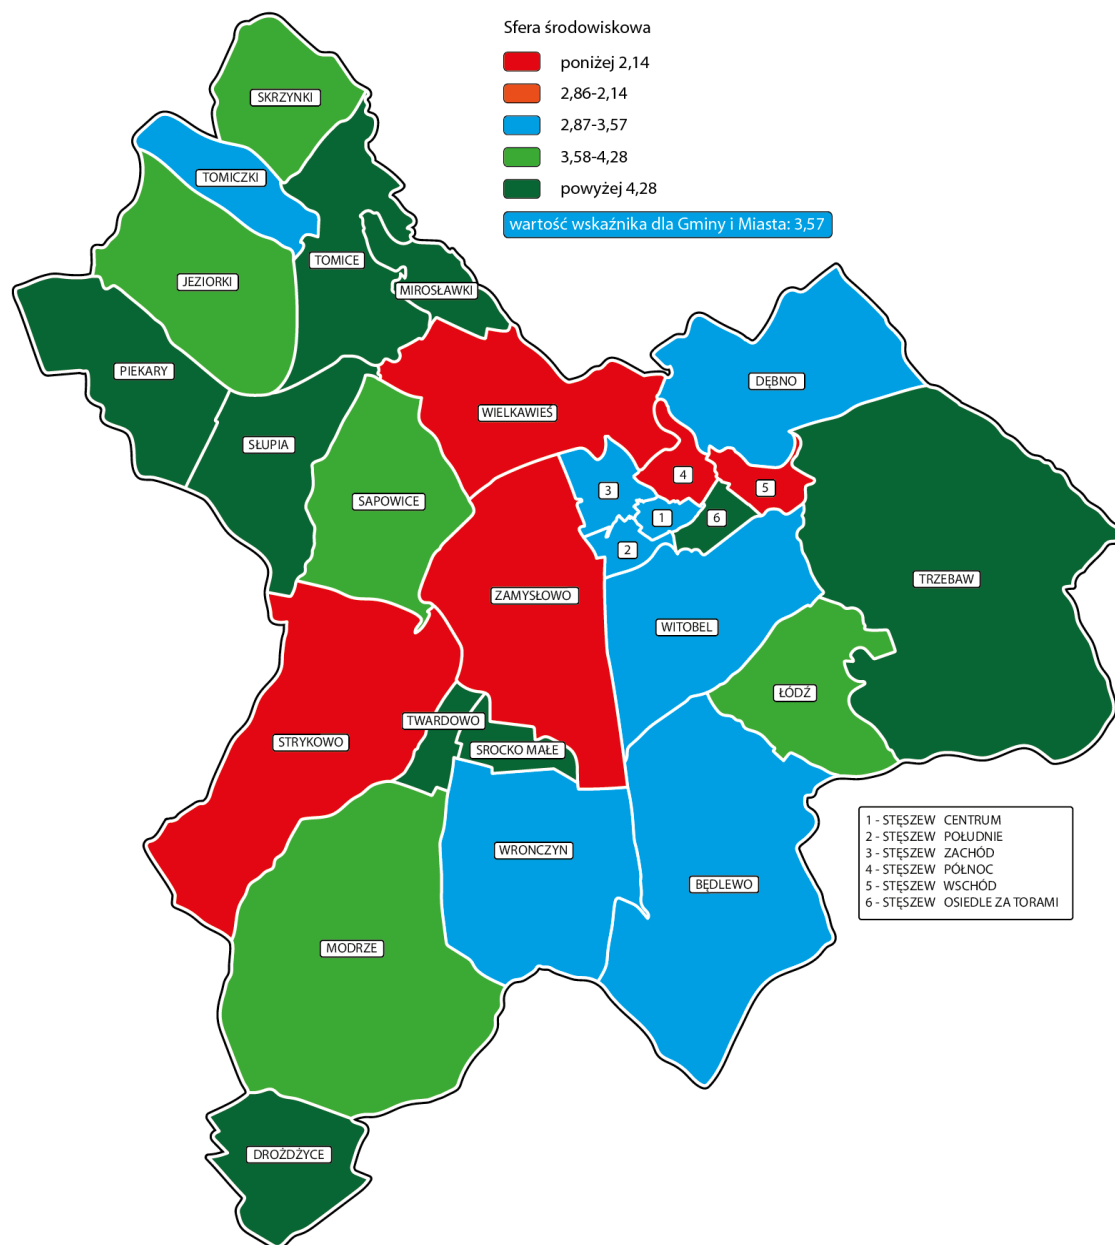 Sfera środowiskowa
poniżej 2,14
2,86-2,14
2,87-3,57
3,58-4,28
powyżej 4,28
wartość wskaźnika dla Gminy i Miasta: 3,57
SKRZYNKI
TOMICZKI
TOMICE
JEZIORKI
MIROSŁAWKI
PIEKARY
DĘBNO
WIELKAWIEŚ
SŁUPIA
4
5
3
SAPOWICE
1
6
2
TRZEBAW
ZAMYSŁOWO
WITOBEL
ŁÓDŹ
TWARDOWO
STRYKOWO
SROCKO MAŁE
1 - STĘSZEW CENTRUM
2 - STĘSZEW POŁUDNIE
3 - STĘSZEW ZACHÓD
4 - STĘSZEW PÓŁNOC
5 - STĘSZEW WSCHÓD
6 - STĘSZEW OSIEDLE ZA TORAMI
WRONCZYN
BĘDLEWO
MODRZE
DROŻDŻYCE